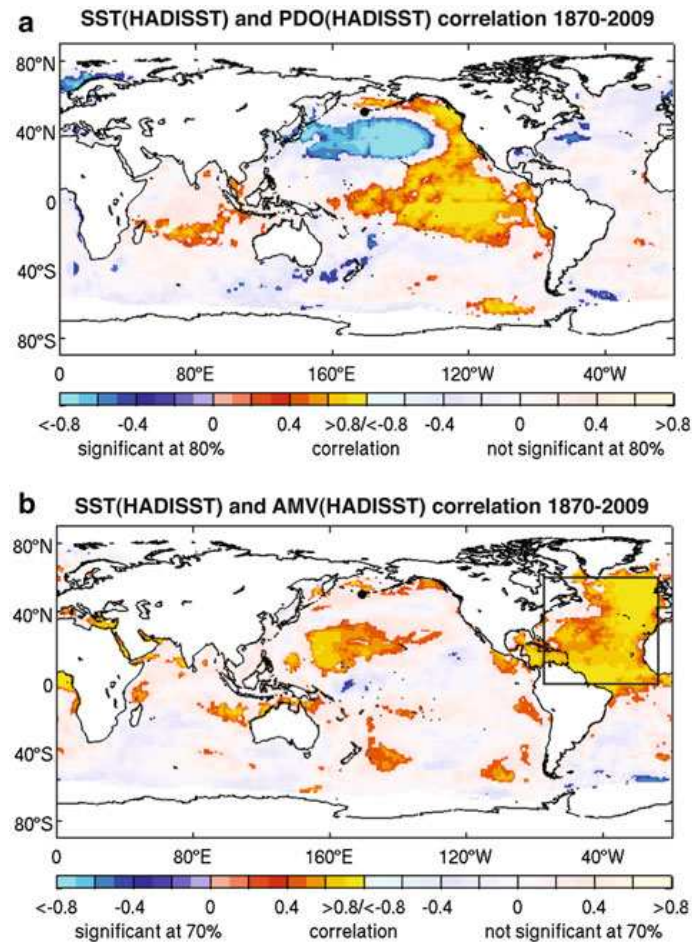 a
SST(HADISST) and PDO(HADISST) correlation 1870-2009
80°N
40°N
0
40°S
80°S
0 80°E 160°E 120°W 40°W
<-0.8 -0.4 0 0.4 >0.8/<-0.8 -0.4 0 0.4 >0.8
significant at 80% correlation not significant at 80%
b
SST(HADISST) and AMV(HADISST) correlation 1870-2009
80°N
40°N
0
40°S
80°S
0 80°E 160°E 120°W 40°W
<-0.8 -0.4 0 0.4 >0.8/<-0.8 -0.4 0 0.4 >0.8
significant at 70% correlation not significant at 70%